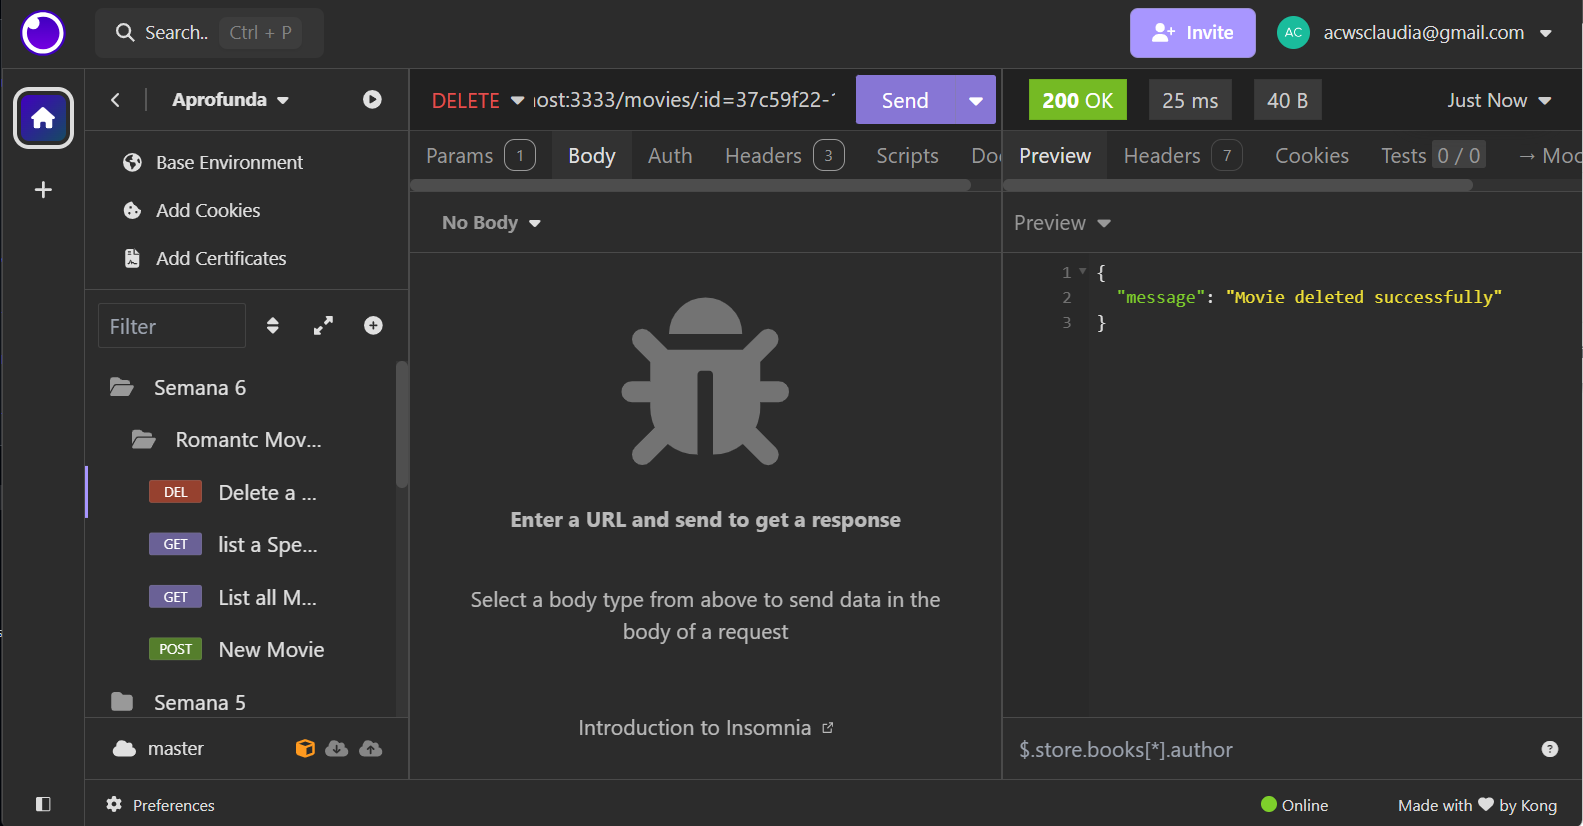 Search..
Ctrl + P
Invite
AC
acwsclaudia@gmail.com
Aprofunda
Base Environment
Add Cookies
Add Certificates
Filter
Semana 6
Romantc Mov...
DEL Delete a ...
GET list a Spe...
GET List all M...
POST New Movie
Semana 5
master
Preferences
DELETE ost:3333/movies/:id=37c59f22-
Send
Params 1 Body Auth Headers 3 Scripts Doc
No Body
Enter a URL and send to get a response
Select a body type from above to send data in the
body of a request
Introduction to Insomnia
200 OK 25 ms 40 B Just Now
Preview Headers 7 Cookies Tests 0 / 0 → Moc
Preview
1 {
2 "message": "Movie deleted successfully"
3 }
$.store.books[*].author
?
Online
Made with ♥ by Kong